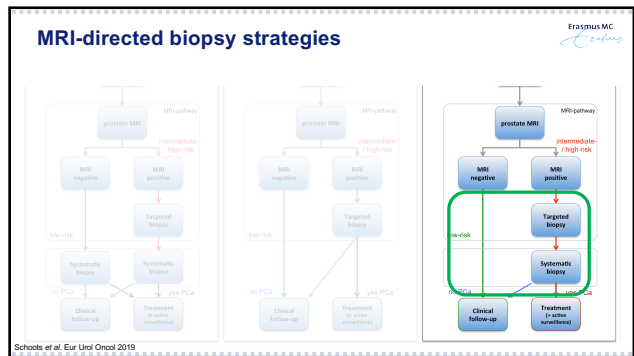 MRI-directed biopsy strategies
Erasmus MC
MRI-pathway
prostate MRI
intermediate-
/ high-risk
MRI
negative
MRI
positive
Targeted
biopsy
low-risk
Systematic
biopsy
Systematic
biopsy
no PCa
yes PCa
Clinical
follow-up
Treatment
(+ active
surveillance)
MRI-pathway
prostate MRI
intermediate-
/ high-risk
MRI
negative
MRI
positive
Targeted
biopsy
low-risk
no PCa
yes PCa
Clinical
follow-up
Treatment
(+ active
surveillance)
MRI-pathway
prostate MRI
intermediate-
/ high-risk
MRI
negative
MRI
positive
Targeted
biopsy
low-risk
Systematic
biopsy
no PCa
yes PCa
Clinical
follow-up
Treatment
(+ active
surveillance)
Schoots et al. Eur Urol Oncol 2019